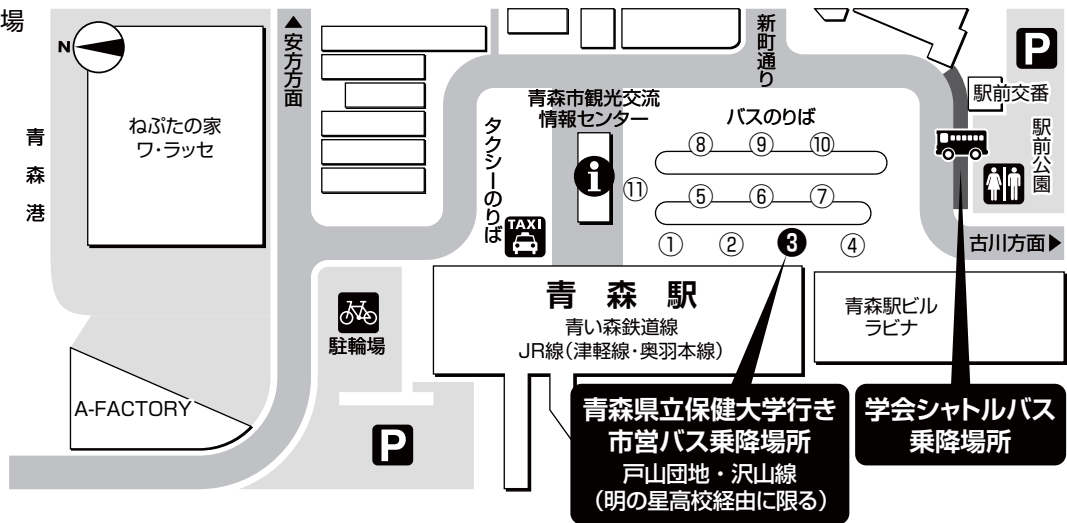 場
N
青森港
ねぶたの家
ワ・ラッセ
▲安方方面
新町通り
P
駅前交番
駅前公園
青森市観光交流
情報センター
i
タクシーのりば
TAXI
バスのりば
⑧ ⑨ ⑩
⑪
⑤ ⑥ ⑦
① ② ❸ ④
古川方面▶
青森駅
青い森鉄道線
JR線(津軽線・奥羽本線)
青森駅ビル
ラビナ
駐輪場
A-FACTORY
P
青森県立保健大学行き
市営バス乗降場所
戸山団地・沢山線
(明の星高校経由に限る)
学会シャトルバス
乗降場所